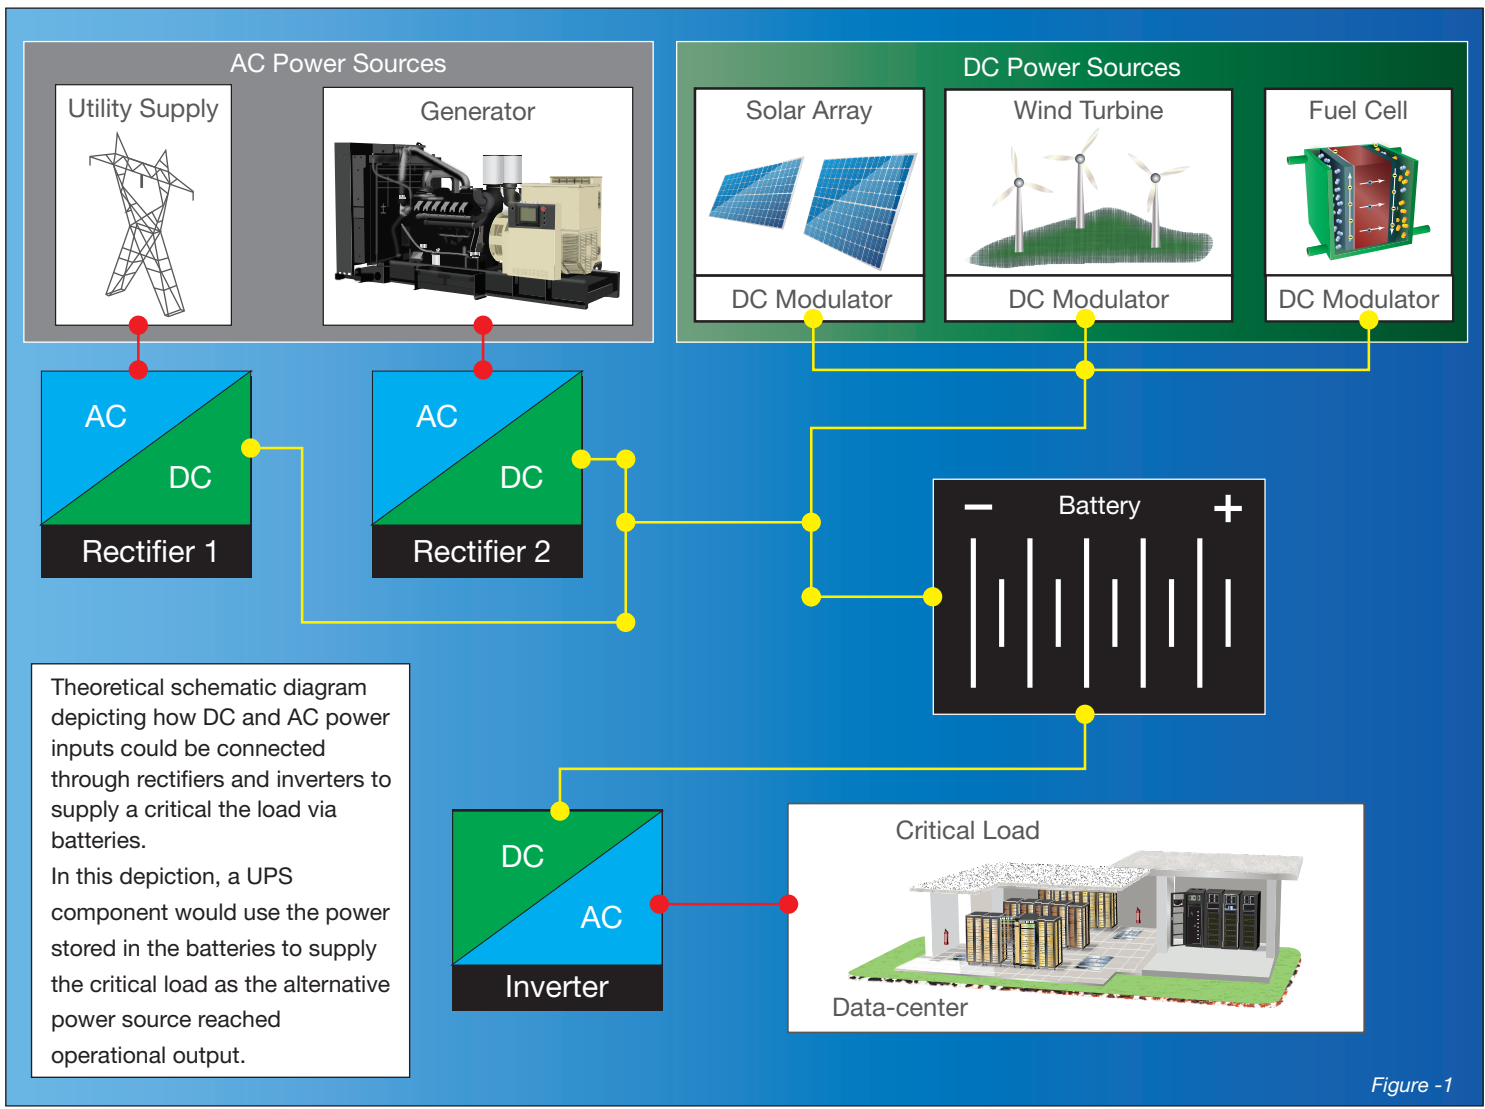 AC Power Sources
DC Power Sources
Utility Supply
Generator
Solar Array
Wind Turbine
Fuel Cell
DC Modulator
DC Modulator
DC Modulator
AC
DC
Rectifier 1
AC
DC
Rectifier 2
Battery
− +
Theoretical schematic diagram
depicting how DC and AC power
inputs could be connected
through rectifiers and inverters to
supply a critical the load via
batteries.
In this depiction, a UPS
component would use the power
stored in the batteries to supply
the critical load as the alternative
power source reached
operational output.
DC
AC
Inverter
Critical Load
Data-center
Figure -1